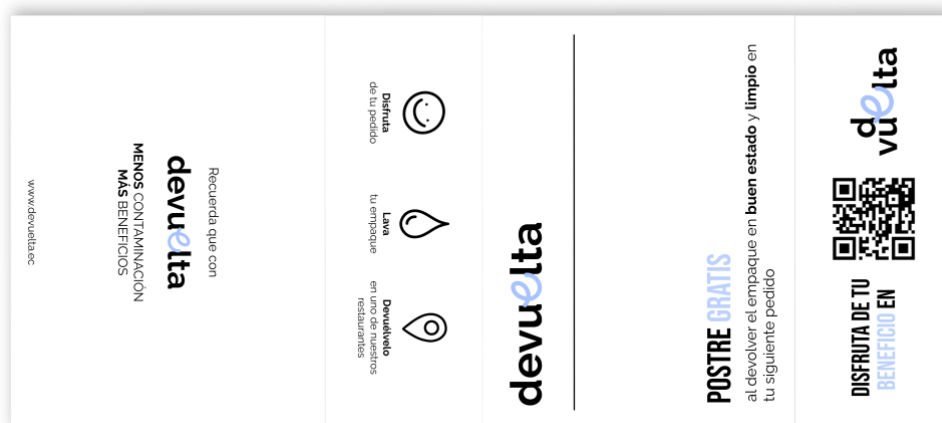 Recuerda que con
devuelta
MENOS CONTAMINACIÓN
MÁS BENEFICIOS
www.devuelta.ec
Disfruta
de tu pedido
Lava
tu empaque
Devuélvelo
en uno de nuestros
restaurantes
devuelta
POSTRE GRATIS
al devolver el empaque en buen estado y limpio en
tu siguiente pedido
devuelta
DISFRUTA DE TU
BENEFICIO EN